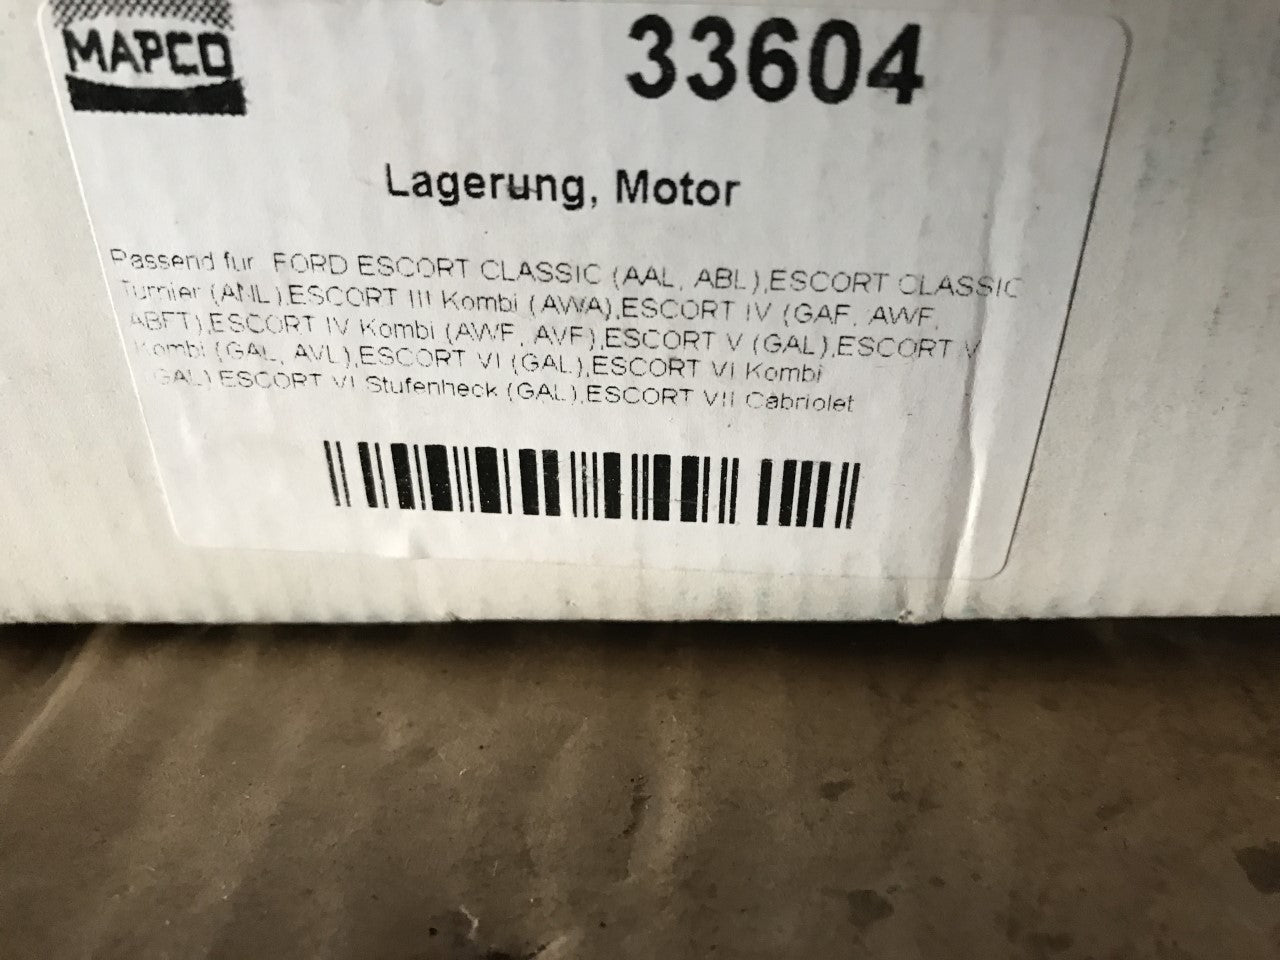 MAPCO
33604
Lagerung, Motor
Passend für FORD ESCORT CLASSIC (AAL, ABL),ESCORT CLASSIC
Turnier (ANL),ESCORT III Kombi (AWA),ESCORT IV (GAF, AWF,
ABFT),ESCORT IV Kombi (AWF, AVF),ESCORT V (GAL),ESCORT V
Kombi (GAL, AVL),ESCORT VI (GAL),ESCORT VI Kombi
(GAL),ESCORT VI Stufenheck (GAL),ESCORT VII Cabriolet